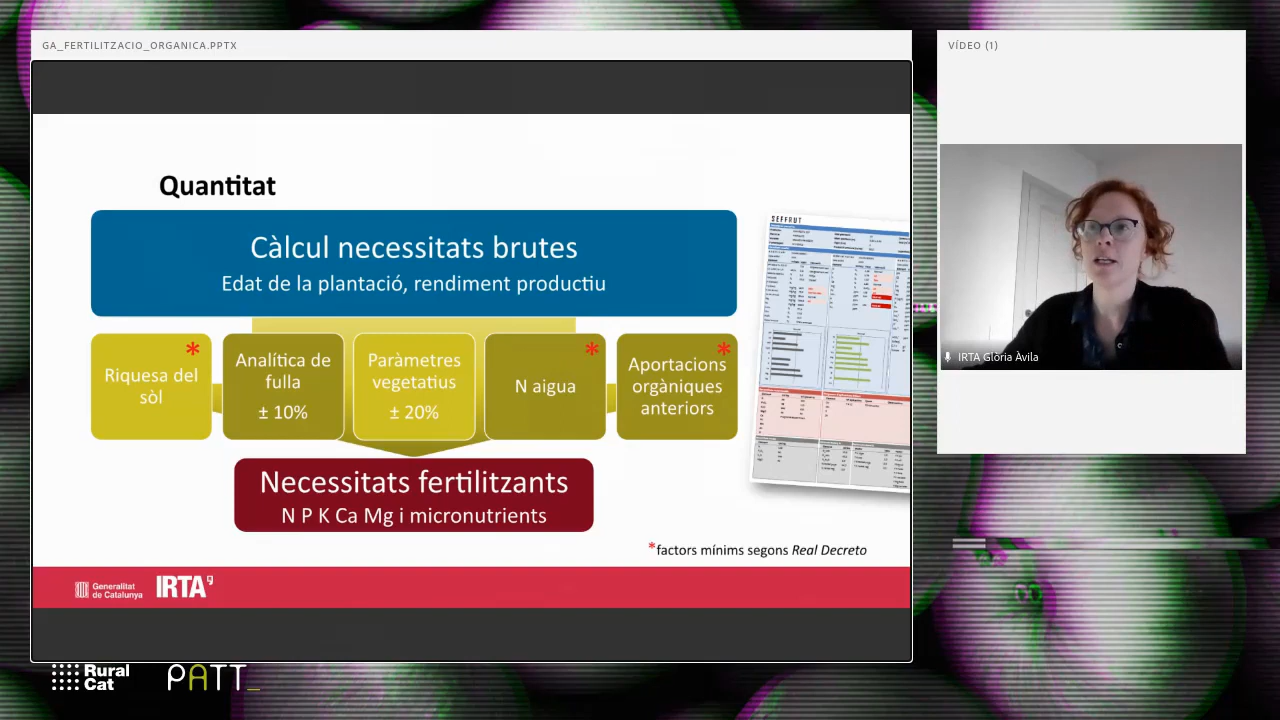 GA_FERTILITZACIO_ORGANICA.PPTX
VÍDEO (1)
Quantitat
Càlcul necessitats brutes
Edat de la plantació, rendiment productiu
*
Riquesa del
sòl
Analítica de
fulla
± 10%
Paràmetres
vegetatius
± 20%
*
N aigua
*
Aportacions
orgàniques
anteriors
Necessitats fertilitzants
N P K Ca Mg i micronutrients
*factors mínims segons Real Decreto
SEFFRUT
IRTA Glòria Àvila
Generalitat
de Catalunya
IRTA
Rural
Cat
PATT_